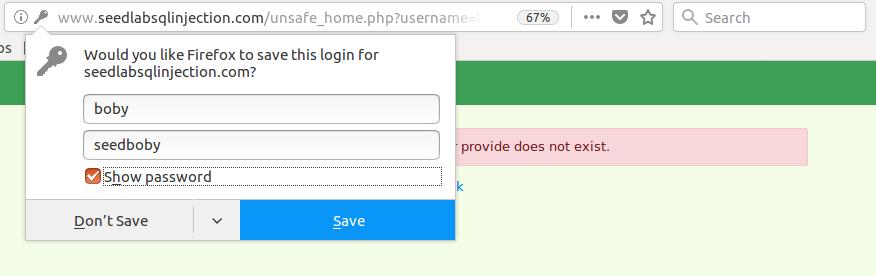 www.seedlabsqlinjection.com/unsafe_home.php?username= 67% Search
os
Would you like Firefox to save this login for
seedlabsqlinjection.com?
boby
seedboby
provide does not exist.
Show password
k
Don't Save Save